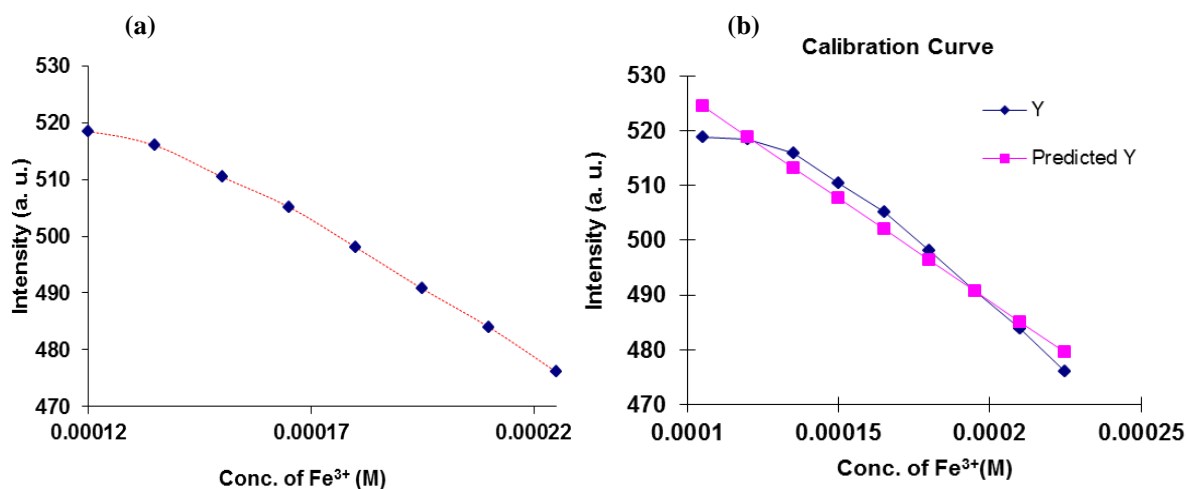 (a)
530
520
510
500
490
480
470
0.00012
0.00017
0.00022
Intensity (a. u.)
Conc. of Fe³⁺ (M)
(b)
Calibration Curve
530
520
510
500
490
480
470
400
0.0001
0.00015
0.0002
0.00025
Intensity (a. u.)
Conc. of Fe³⁺(M)
Y
Predicted Y